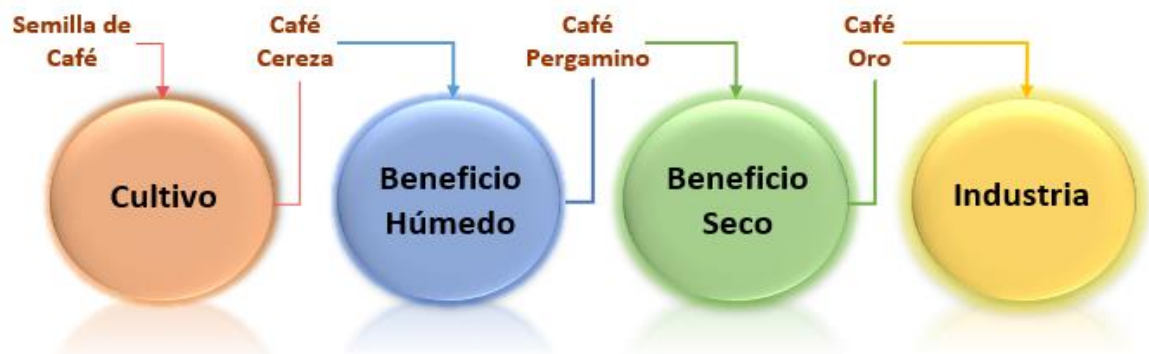 Semilla de
Café
Café
Cereza
Café
Pergamino
Café
Oro
Cultivo
Beneficio
Húmedo
Beneficio
Seco
Industria